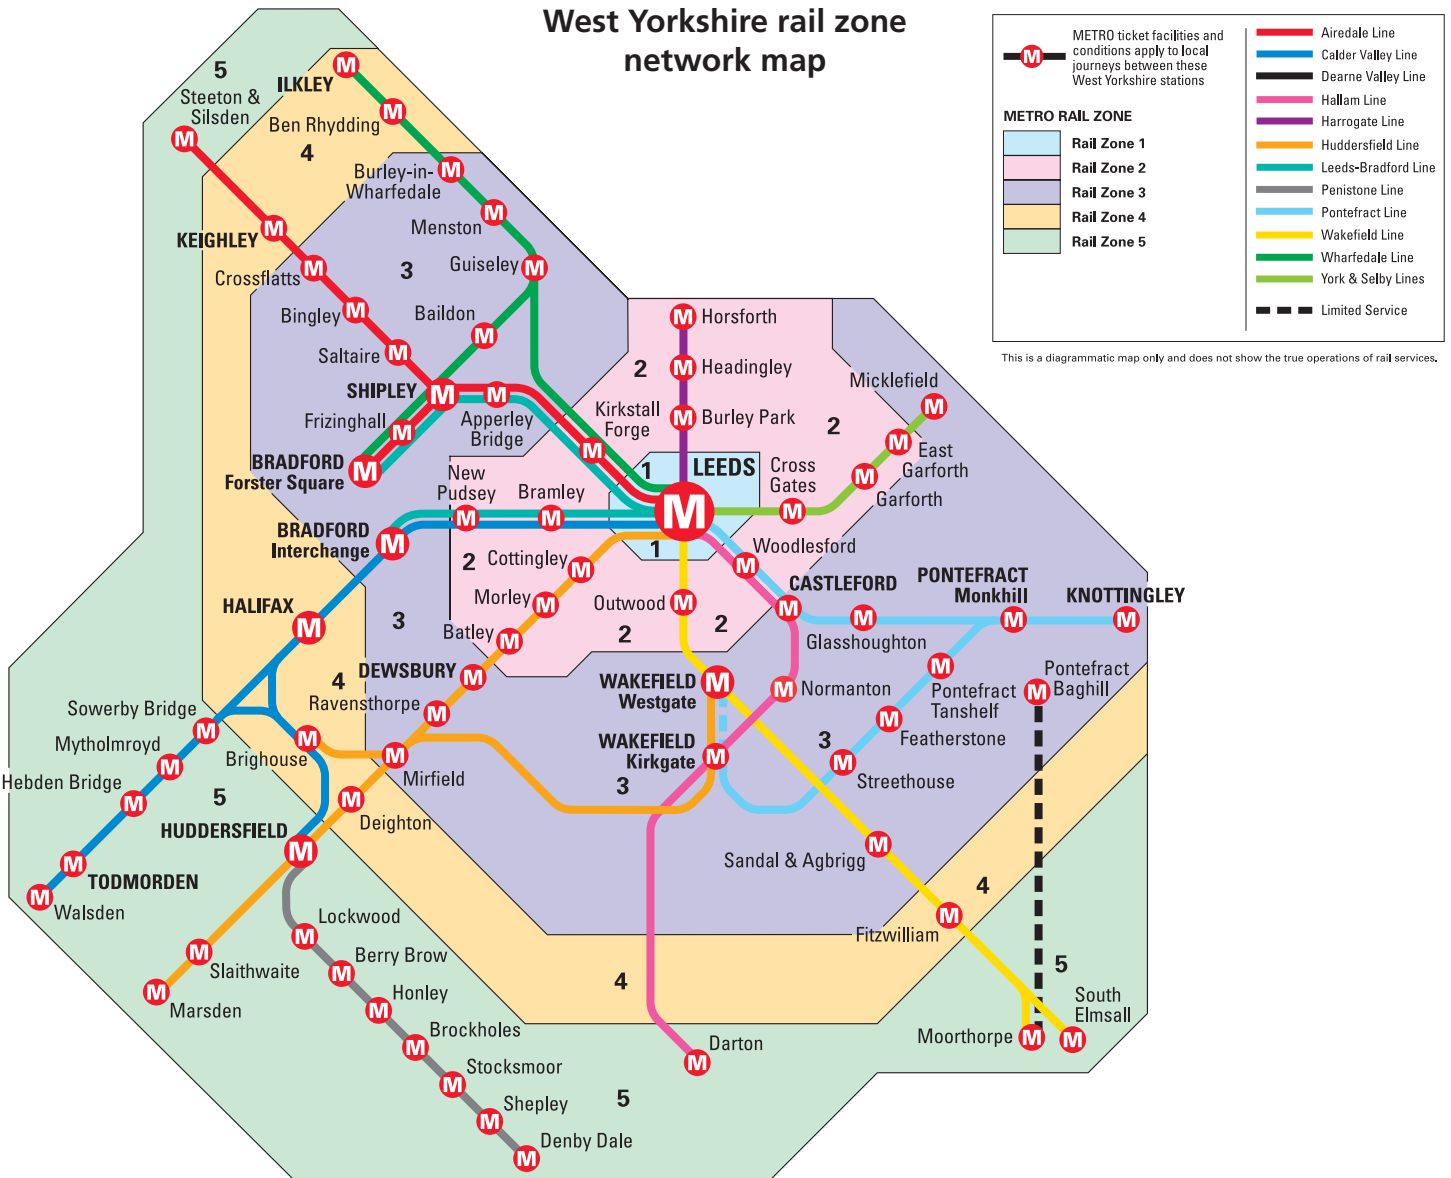 West Yorkshire rail zone
network map
M
METRO ticket facilities and
conditions apply to local
journeys between these
West Yorkshire stations
METRO RAIL ZONE
Rail Zone 1
Rail Zone 2
Rail Zone 3
Rail Zone 4
Rail Zone 5
Airedale Line
Calder Valley Line
Dearne Valley Line
Hallam Line
Harrogate Line
Huddersfield Line
Leeds-Bradford Line
Penistone Line
Pontefract Line
Wakefield Line
Wharfedale Line
York & Selby Lines
Limited Service
This is a diagrammatic map only and does not show the true operations of rail services.
5
Steeton &
Silsden
M
ILKLEY
M
Ben Rhydding
M
4
Burley-in-
Wharfedale
M
Menston
M
KEIGHLEY
M
Crossflatts
M
3
Guiseley
M
Bingley
M
Baildon
M
Saltaire
M
SHIPLEY
M
Frizinghall
M
Apperley
Bridge
M
BRADFORD
Forster Square
M
Kirkstall
Forge
M
M
Horsforth
2
M
Headingley
M
Burley Park
Micklefield
M
2
East
Garforth
M
Garforth
M
Cross
Gates
M
1
LEEDS
M
1
New
Pudsey
M
Bramley
M
BRADFORD
Interchange
M
2
Cottingley
M
Morley
M
Batley
M
Outwood
M
2
2
Woodlesford
M
CASTLEFORD
M
Glasshoughton
M
PONTEFRACT
Monkhill
M
KNOTTINGLEY
M
HALIFAX
M
3
4
DEWSBURY
M
Ravensthorpe
M
WAKEFIELD
Westgate
M
Normanton
M
Pontefract
Tanshelf
M
Pontefract
Baghill
M
Sowerby Bridge
M
Mytholmroyd
M
Hebden Bridge
M
Brighouse
M
Mirfield
M
WAKEFIELD
Kirkgate
M
3
3
Featherstone
M
Streethouse
M
5
Deighton
M
HUDDERSFIELD
M
TODMORDEN
M
Walsden
M
Sandal & Agbrigg
M
4
Fitzwilliam
M
Lockwood
M
Slaithwaite
M
Marsden
M
Berry Brow
M
Honley
M
Brockholes
M
Stocksmoor
M
Shepley
M
Denby Dale
M
4
5
Darton
M
5
South
Elmsall
M
Moorthorpe
M